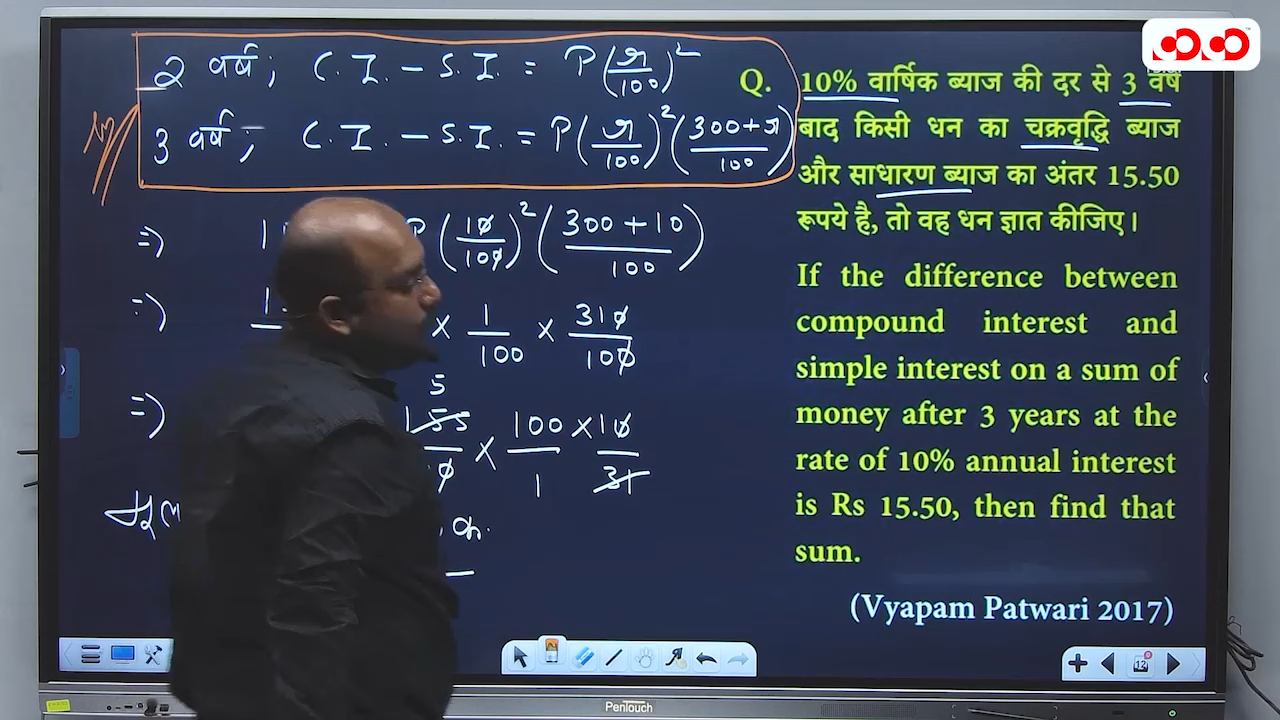 2 वर्ष; C.I. - S.I. = P(र/100)²
3 वर्ष; C.I. - S.I. = P(र/100)²(300+र/100)
=> P(10/100)²(300+10/100)
=> × 1/100 × 310/100
=> 155 5 × 100/1 × 10/31
रु.
Q. 10% वार्षिक ब्याज की दर से 3 वर्ष
बाद किसी धन का चक्रवृद्धि ब्याज
और साधारण ब्याज का अंतर 15.50
रूपये है, तो वह धन ज्ञात कीजिए।
If the difference between
compound interest and
simple interest on a sum of
money after 3 years at the
rate of 10% annual interest
is Rs 15.50, then find that
sum.
(Vyapam Patwari 2017)
12
PenTouch